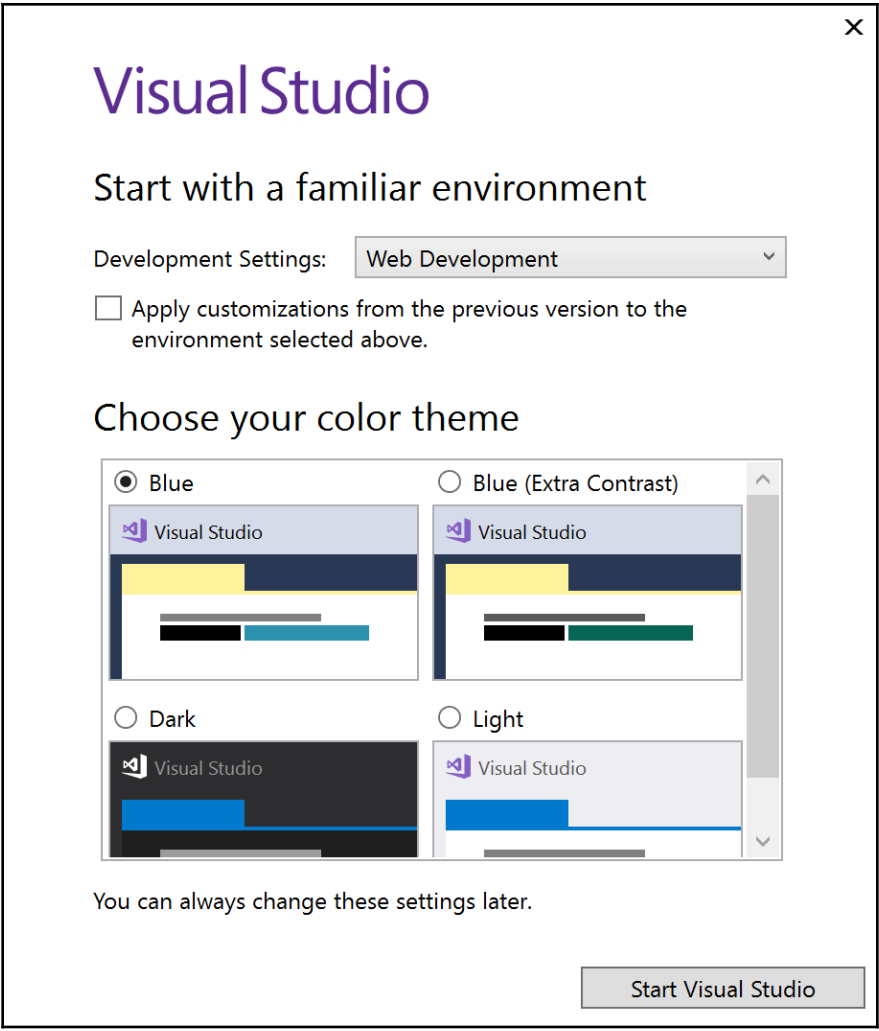 Visual Studio
Start with a familiar environment
Development Settings: Web Development
Apply customizations from the previous version to the
environment selected above.
Choose your color theme
Blue
Blue (Extra Contrast)
Visual Studio
Visual Studio
Dark
Light
Visual Studio
Visual Studio
You can always change these settings later.
Start Visual Studio